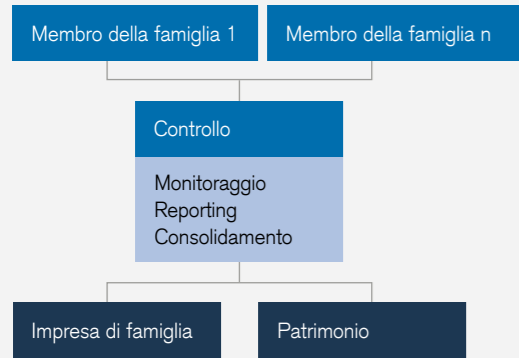 Membro della famiglia 1
Membro della famiglia n
Controllo
Monitoraggio
Reporting
Consolidamento
Impresa di famiglia
Patrimonio